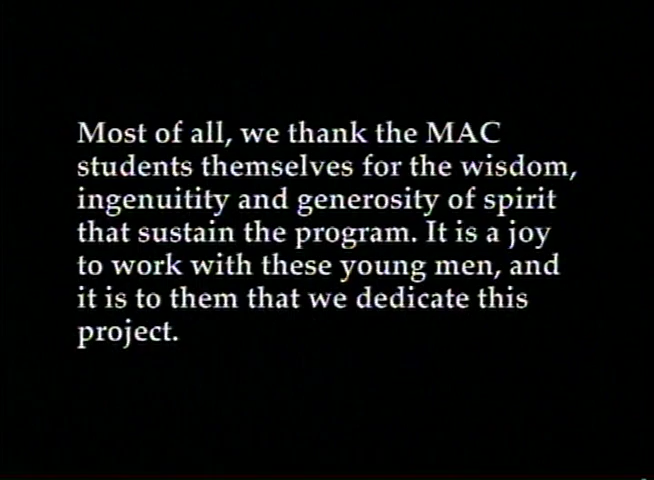 Most of all, we thank the MAC
students themselves for the wisdom,
ingenuitity and generosity of spirit
that sustain the program. It is a joy
to work with these young men, and
it is to them that we dedicate this
project.